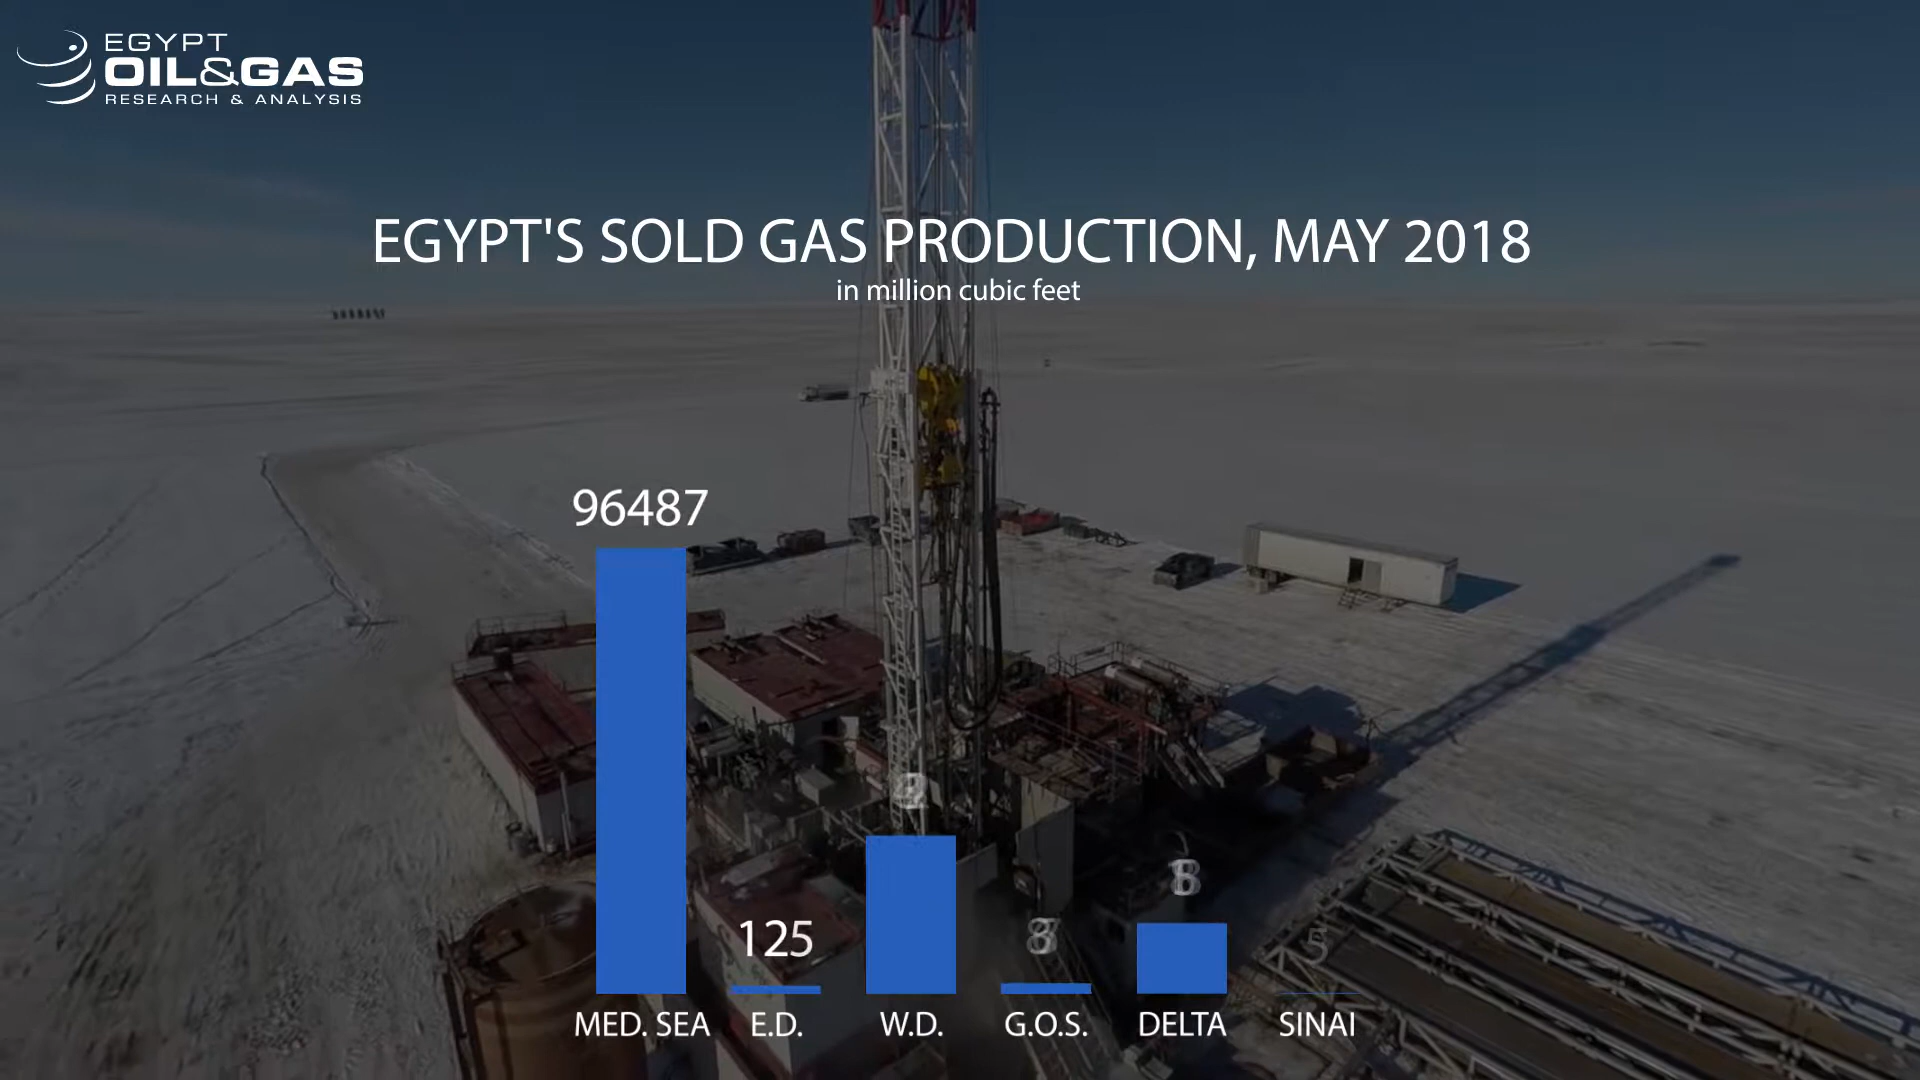 EGYPT
OIL&GAS
RESEARCH & ANALYSIS
EGYPT'S SOLD GAS PRODUCTION, MAY 2018
in million cubic feet
96487
125
5
MED. SEA
E.D.
W.D.
G.O.S.
DELTA
SINAI